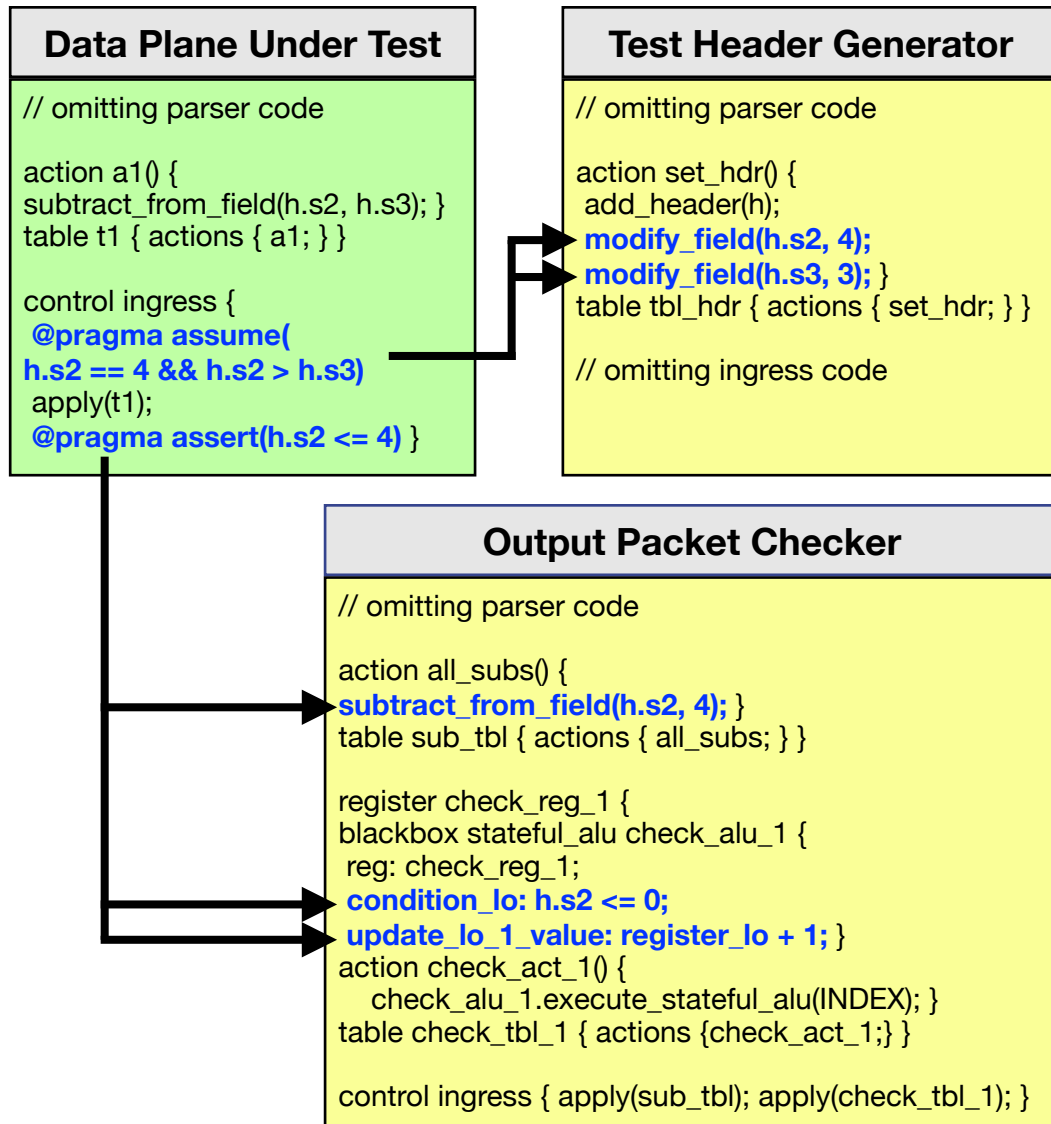 Data Plane Under Test
// omitting parser code
action a1() {
subtract_from_field(h.s2, h.s3); }
table t1 { actions { a1; } }
control ingress {
@pragma assume(
h.s2 == 4 && h.s2 > h.s3)
apply(t1);
@pragma assert(h.s2 <= 4) }
Test Header Generator
// omitting parser code
action set_hdr() {
add_header(h);
modify_field(h.s2, 4);
modify_field(h.s3, 3); }
table tbl_hdr { actions { set_hdr; } }
// omitting ingress code
Output Packet Checker
// omitting parser code
action all_subs() {
subtract_from_field(h.s2, 4); }
table sub_tbl { actions { all_subs; } }
register check_reg_1 {
blackbox stateful_alu check_alu_1 {
reg: check_reg_1;
condition_lo: h.s2 <= 0;
update_lo_1_value: register_lo + 1; }
action check_act_1() {
check_alu_1.execute_stateful_alu(INDEX); }
table check_tbl_1 { actions {check_act_1;} }
control ingress { apply(sub_tbl); apply(check_tbl_1); }